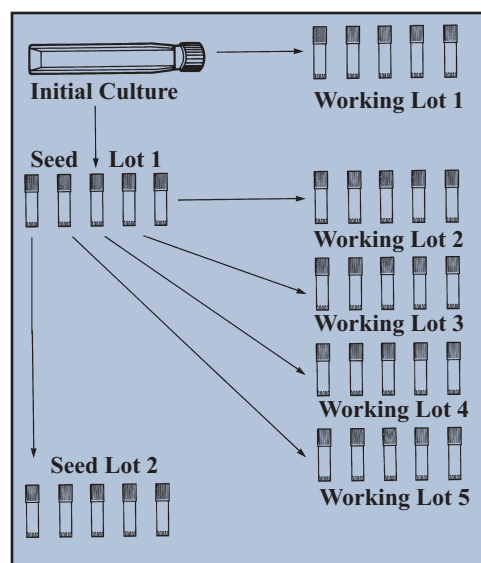 Initial Culture
Working Lot 1
Seed Lot 1
Working Lot 2
Working Lot 3
Working Lot 4
Working Lot 5
Seed Lot 2